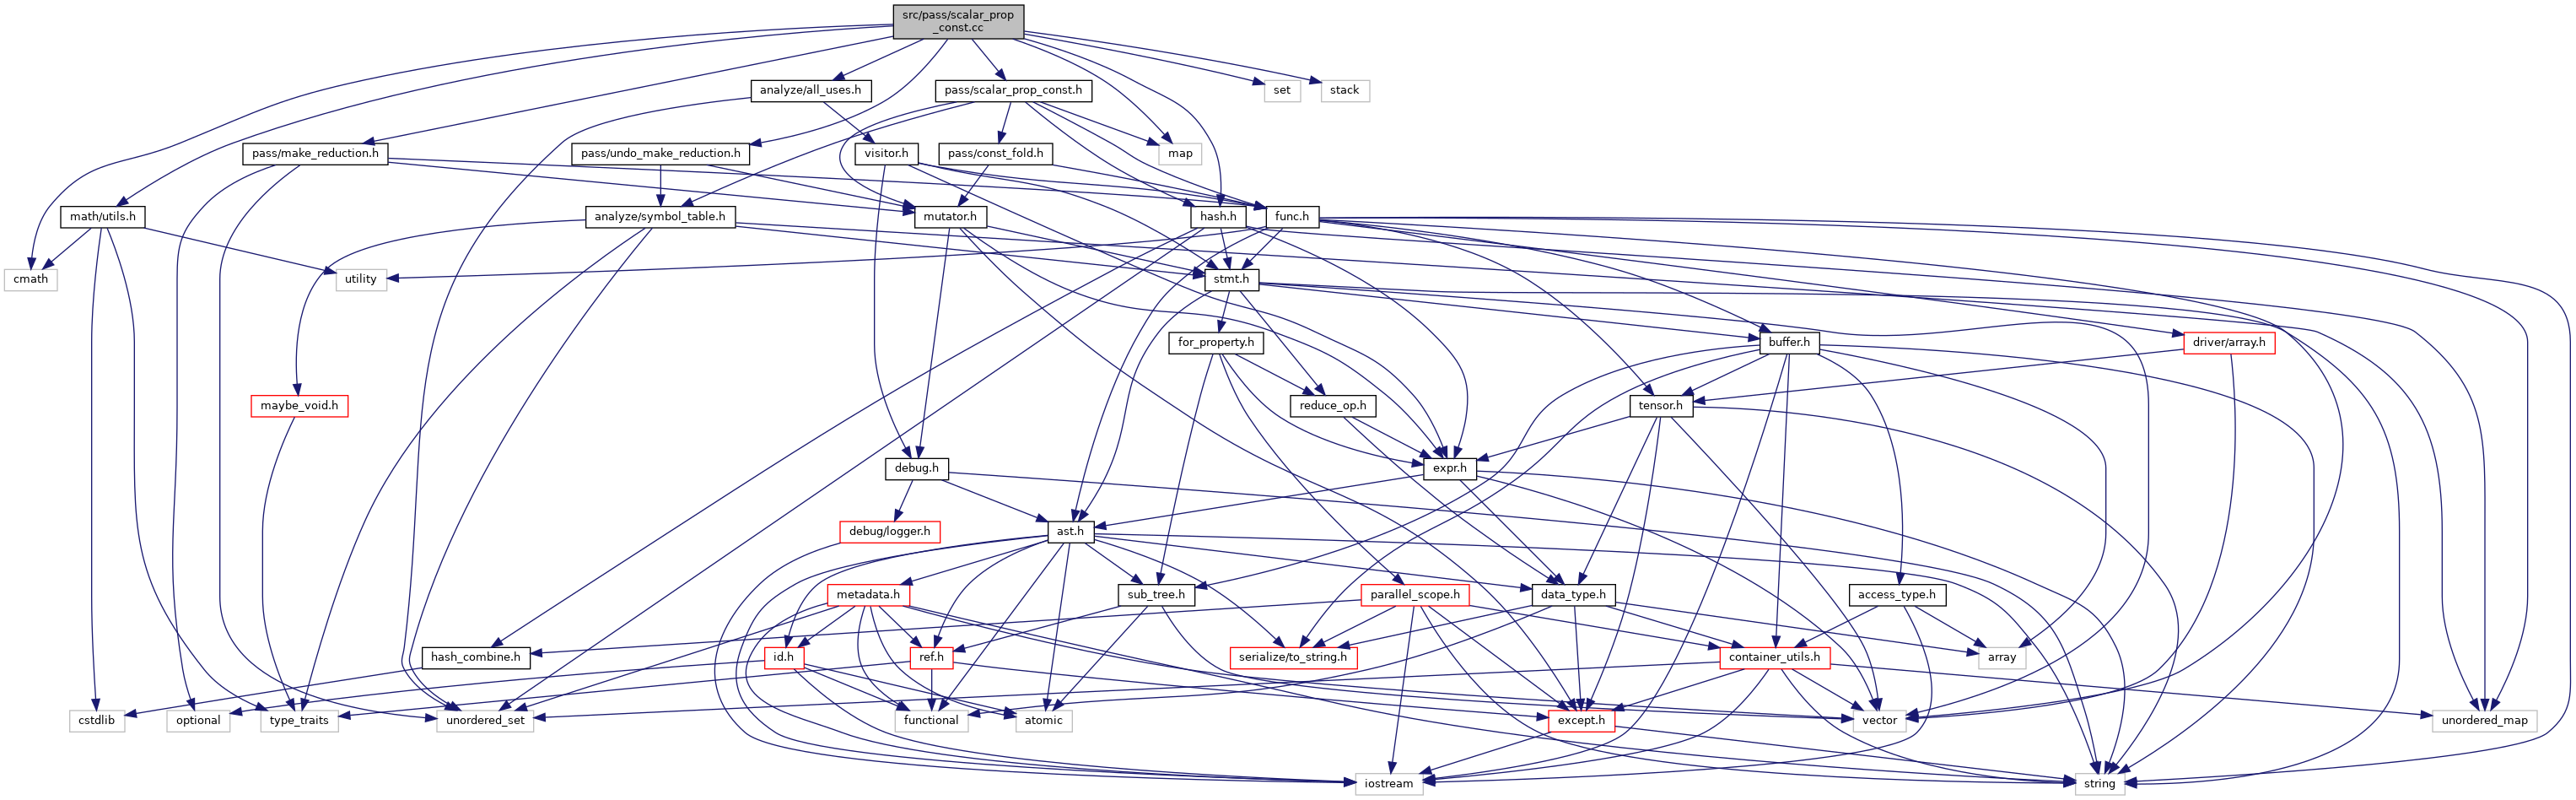 src/pass/scalar_prop
_const.cc
analyze/all_uses.h
pass/scalar_prop_const.h
set
stack
pass/make_reduction.h
pass/undo_make_reduction.h
visitor.h
pass/const_fold.h
map
math/utils.h
analyze/symbol_table.h
mutator.h
hash.h
func.h
cmath
utility
stmt.h
for_property.h
buffer.h
driver/array.h
maybe_void.h
reduce_op.h
tensor.h
debug.h
expr.h
debug/logger.h
ast.h
metadata.h
sub_tree.h
parallel_scope.h
data_type.h
access_type.h
hash_combine.h
id.h
ref.h
serialize/to_string.h
container_utils.h
array
cstdlib
optional
type_traits
unordered_set
functional
atomic
except.h
vector
unordered_map
iostream
string